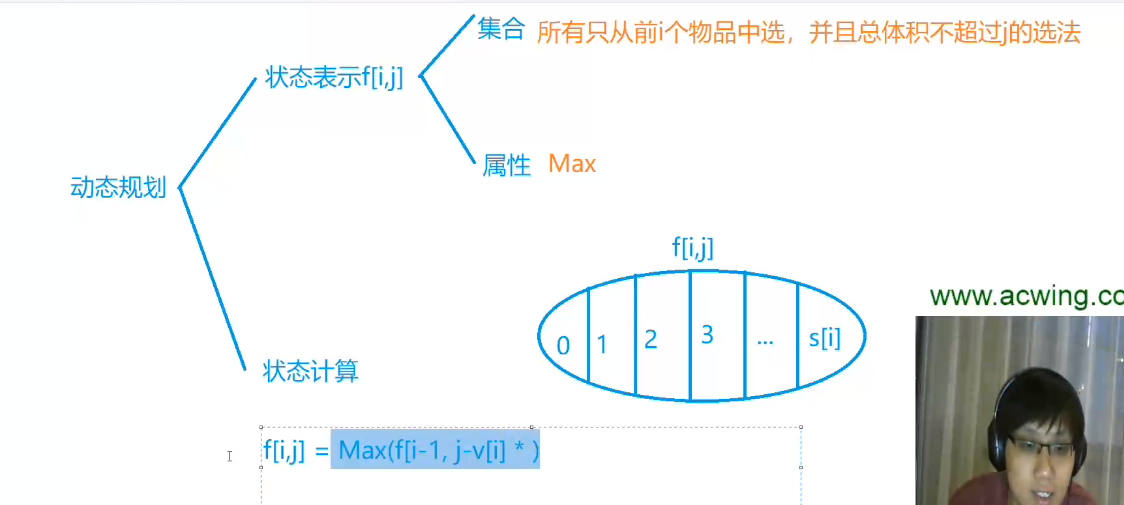 集合 所有只从前i个物品中选，并且总体积不超过j的选法
状态表示f[i,j]
属性 Max
动态规划
f[i,j]
www.acwing.co
0 1 2 3 ... s[i]
状态计算
f[i,j] = Max(f[i-1, j-v[i] * )